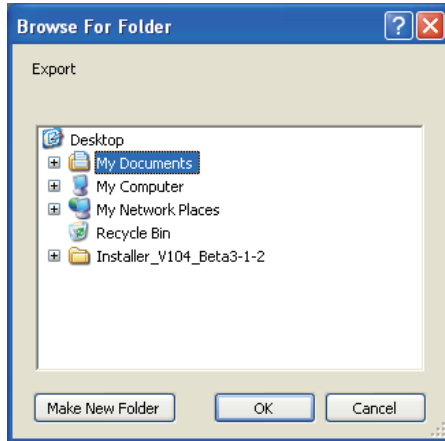 Browse For Folder
Export
Desktop
My Documents
My Computer
My Network Places
Recycle Bin
Installer_V104_Beta3-1-2
Make New Folder OK Cancel